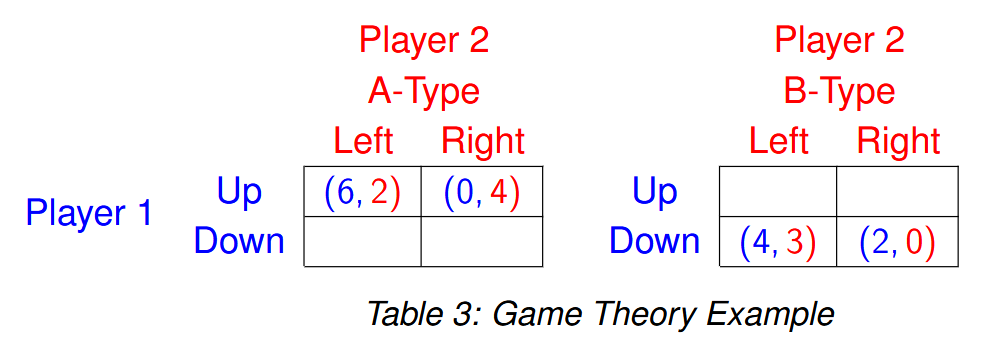 Player 2 Player 2
A-Type B-Type
Left Right Left Right
Up (6, 2) (0, 4) Up
Player 1
Down Down (4, 3) (2, 0)
Table 3: Game Theory Example